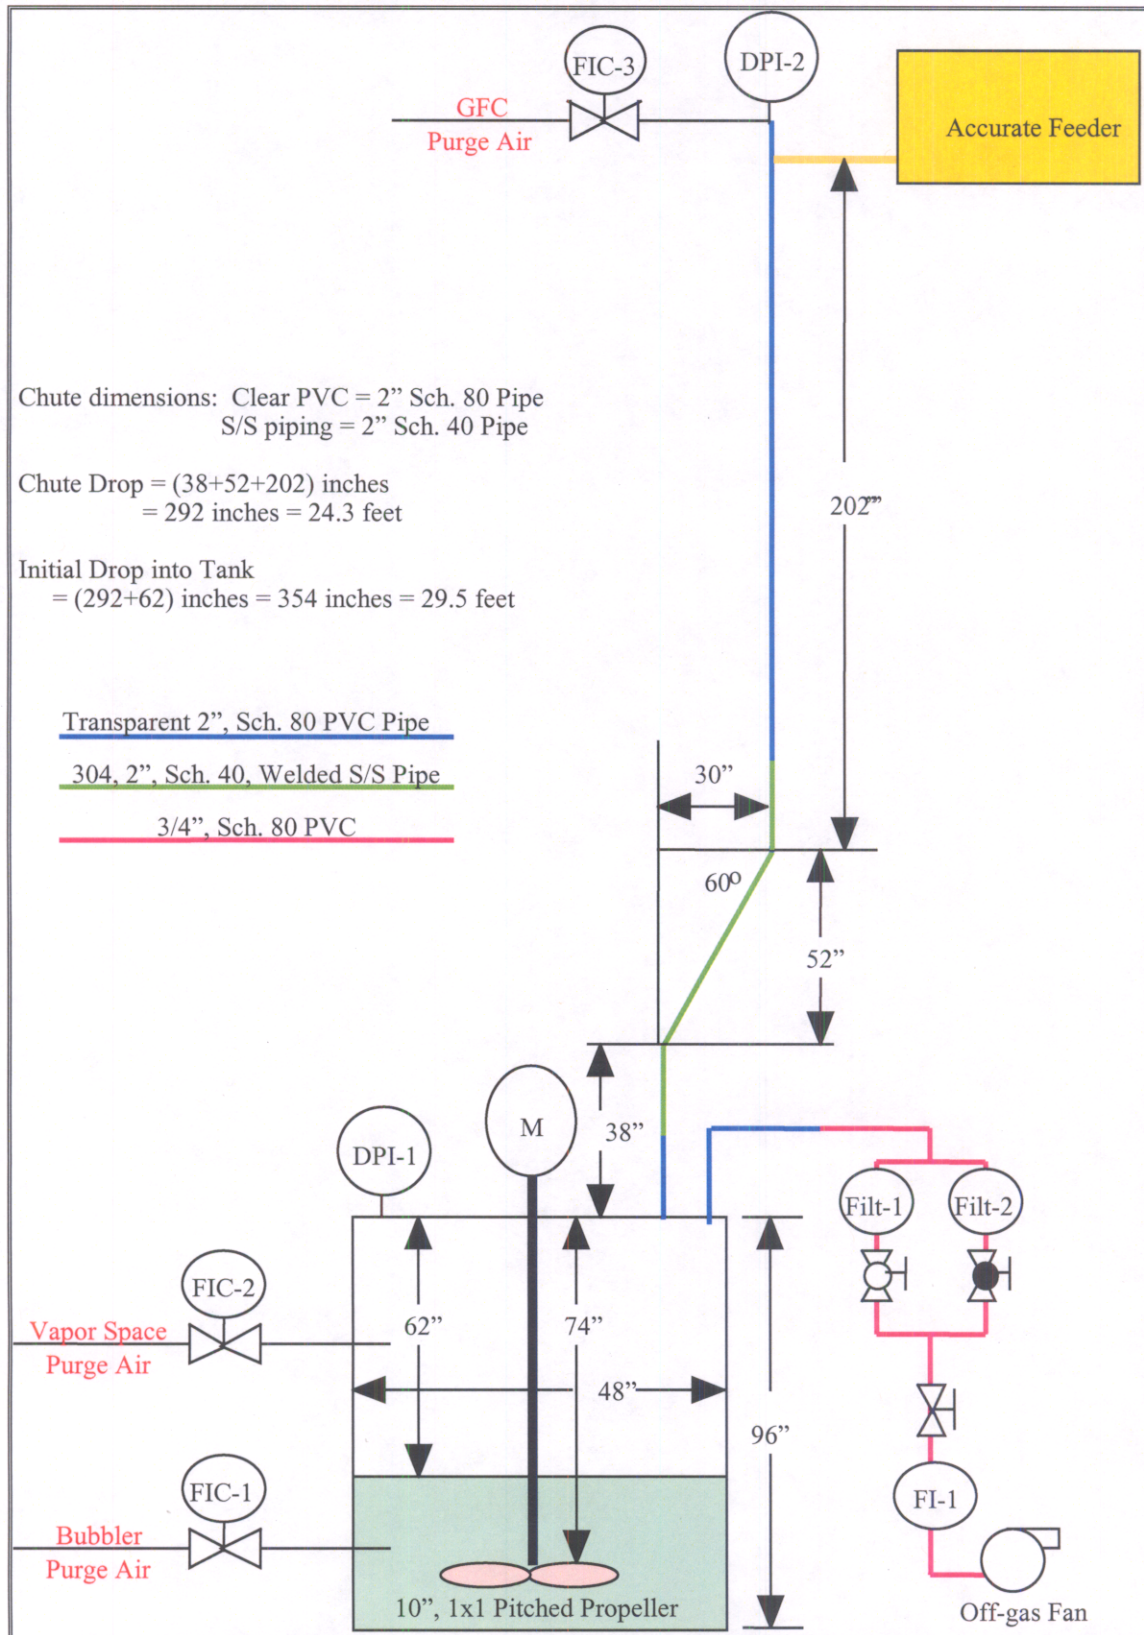 FIC-3
DPI-2
GFC
Purge Air
Accurate Feeder
Chute dimensions: Clear PVC = 2” Sch. 80 Pipe
S/S piping = 2” Sch. 40 Pipe
Chute Drop = (38+52+202) inches
= 292 inches = 24.3 feet
202”
Initial Drop into Tank
= (292+62) inches = 354 inches = 29.5 feet
Transparent 2”, Sch. 80 PVC Pipe
304, 2”, Sch. 40, Welded S/S Pipe
3/4”, Sch. 80 PVC
30”
60º
52”
38”
M
DPI-1
Filt-1
Filt-2
FIC-2
Vapor Space
Purge Air
62”
74”
48”
96”
FIC-1
Bubbler
Purge Air
FI-1
10”, 1x1 Pitched Propeller
Off-gas Fan